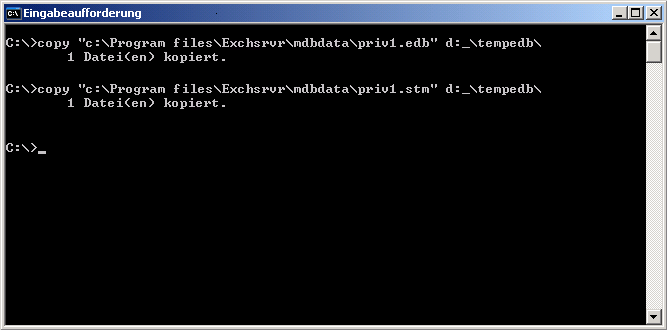 Eingabeaufforderung
C:\>copy "c:\Program files\Exchsrvr\mdbdata\priv1.edb" d:_\tempedb\
1 Datei(en) kopiert.
C:\>copy "c:\Program files\Exchsrvr\mdbdata\priv1.stm" d:_\tempedb\
1 Datei(en) kopiert.
C:\>_